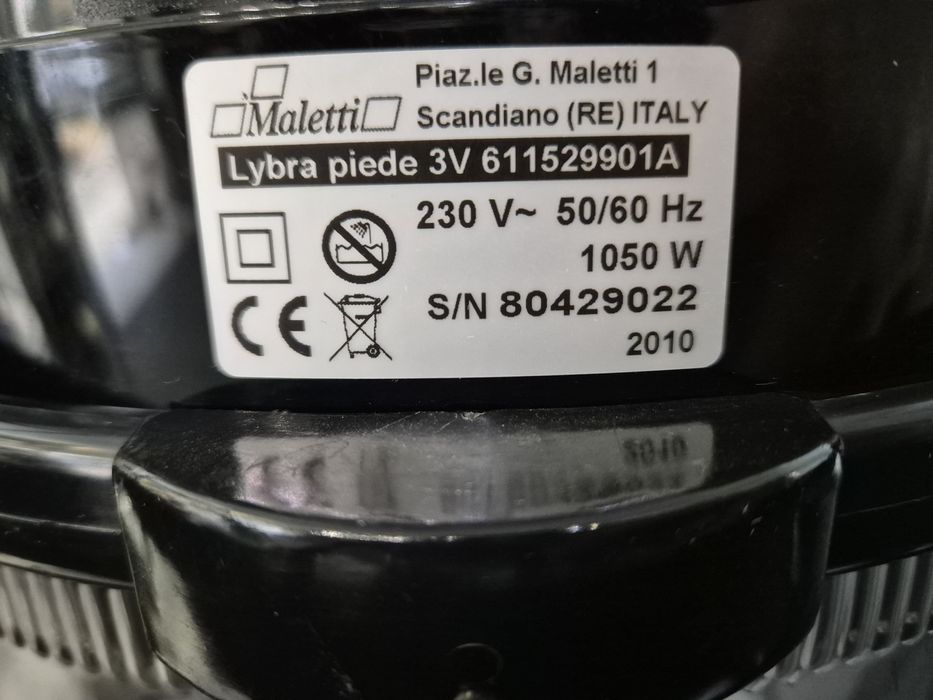 Maletti
Piaz.le G. Maletti 1
Scandiano (RE) ITALY
Lybra piede 3V 611529901A
230 V~ 50/60 Hz
1050 W
CE
S/N 80429022
2010